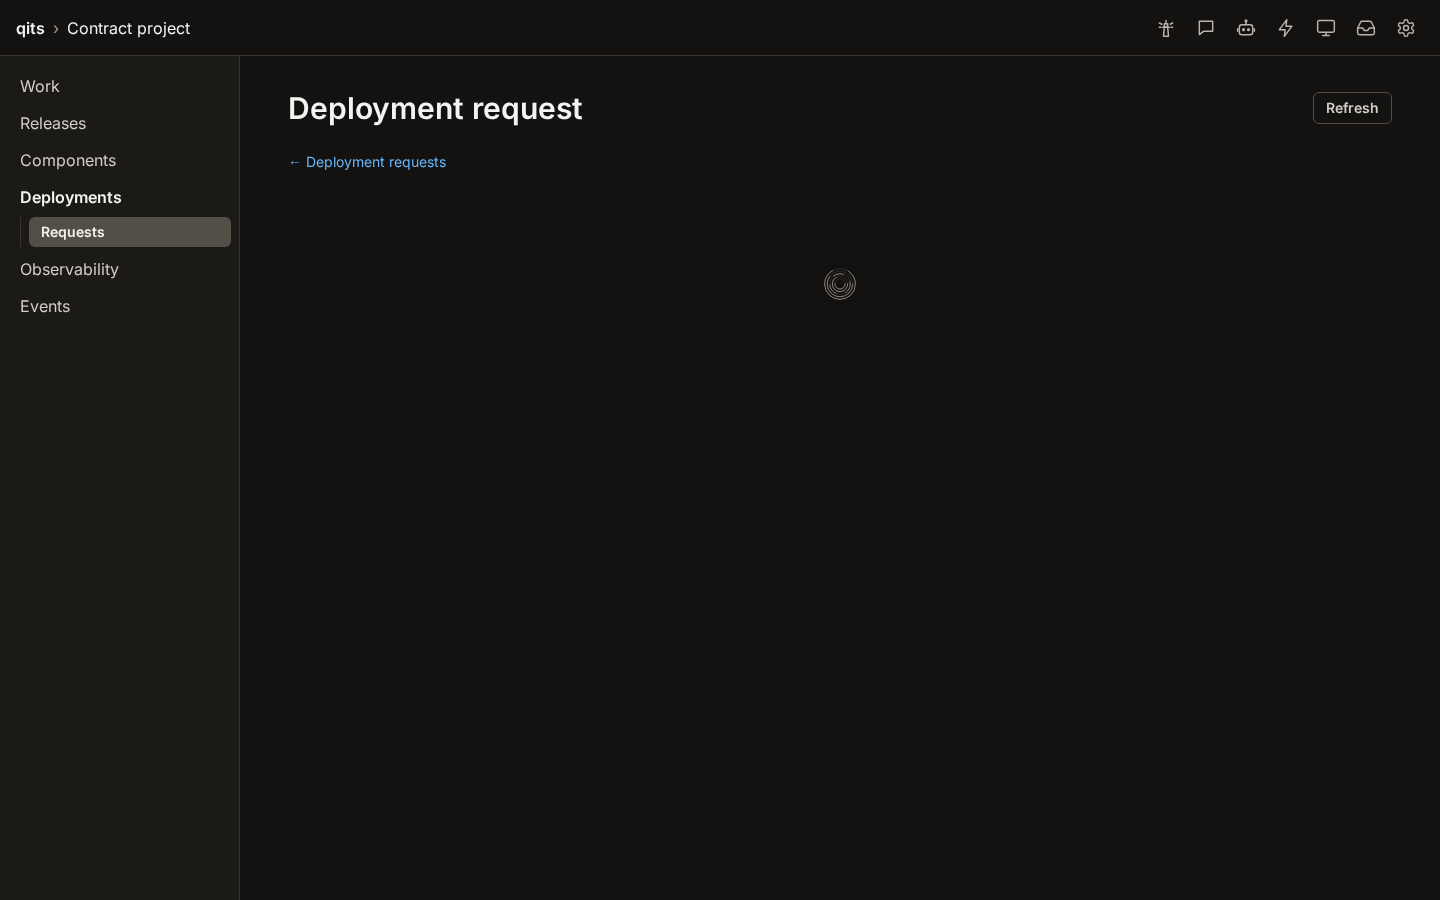 qits › Contract project
Work
Releases
Components
Deployments
Requests
Observability
Events
Deployment request
Refresh
← Deployment requests